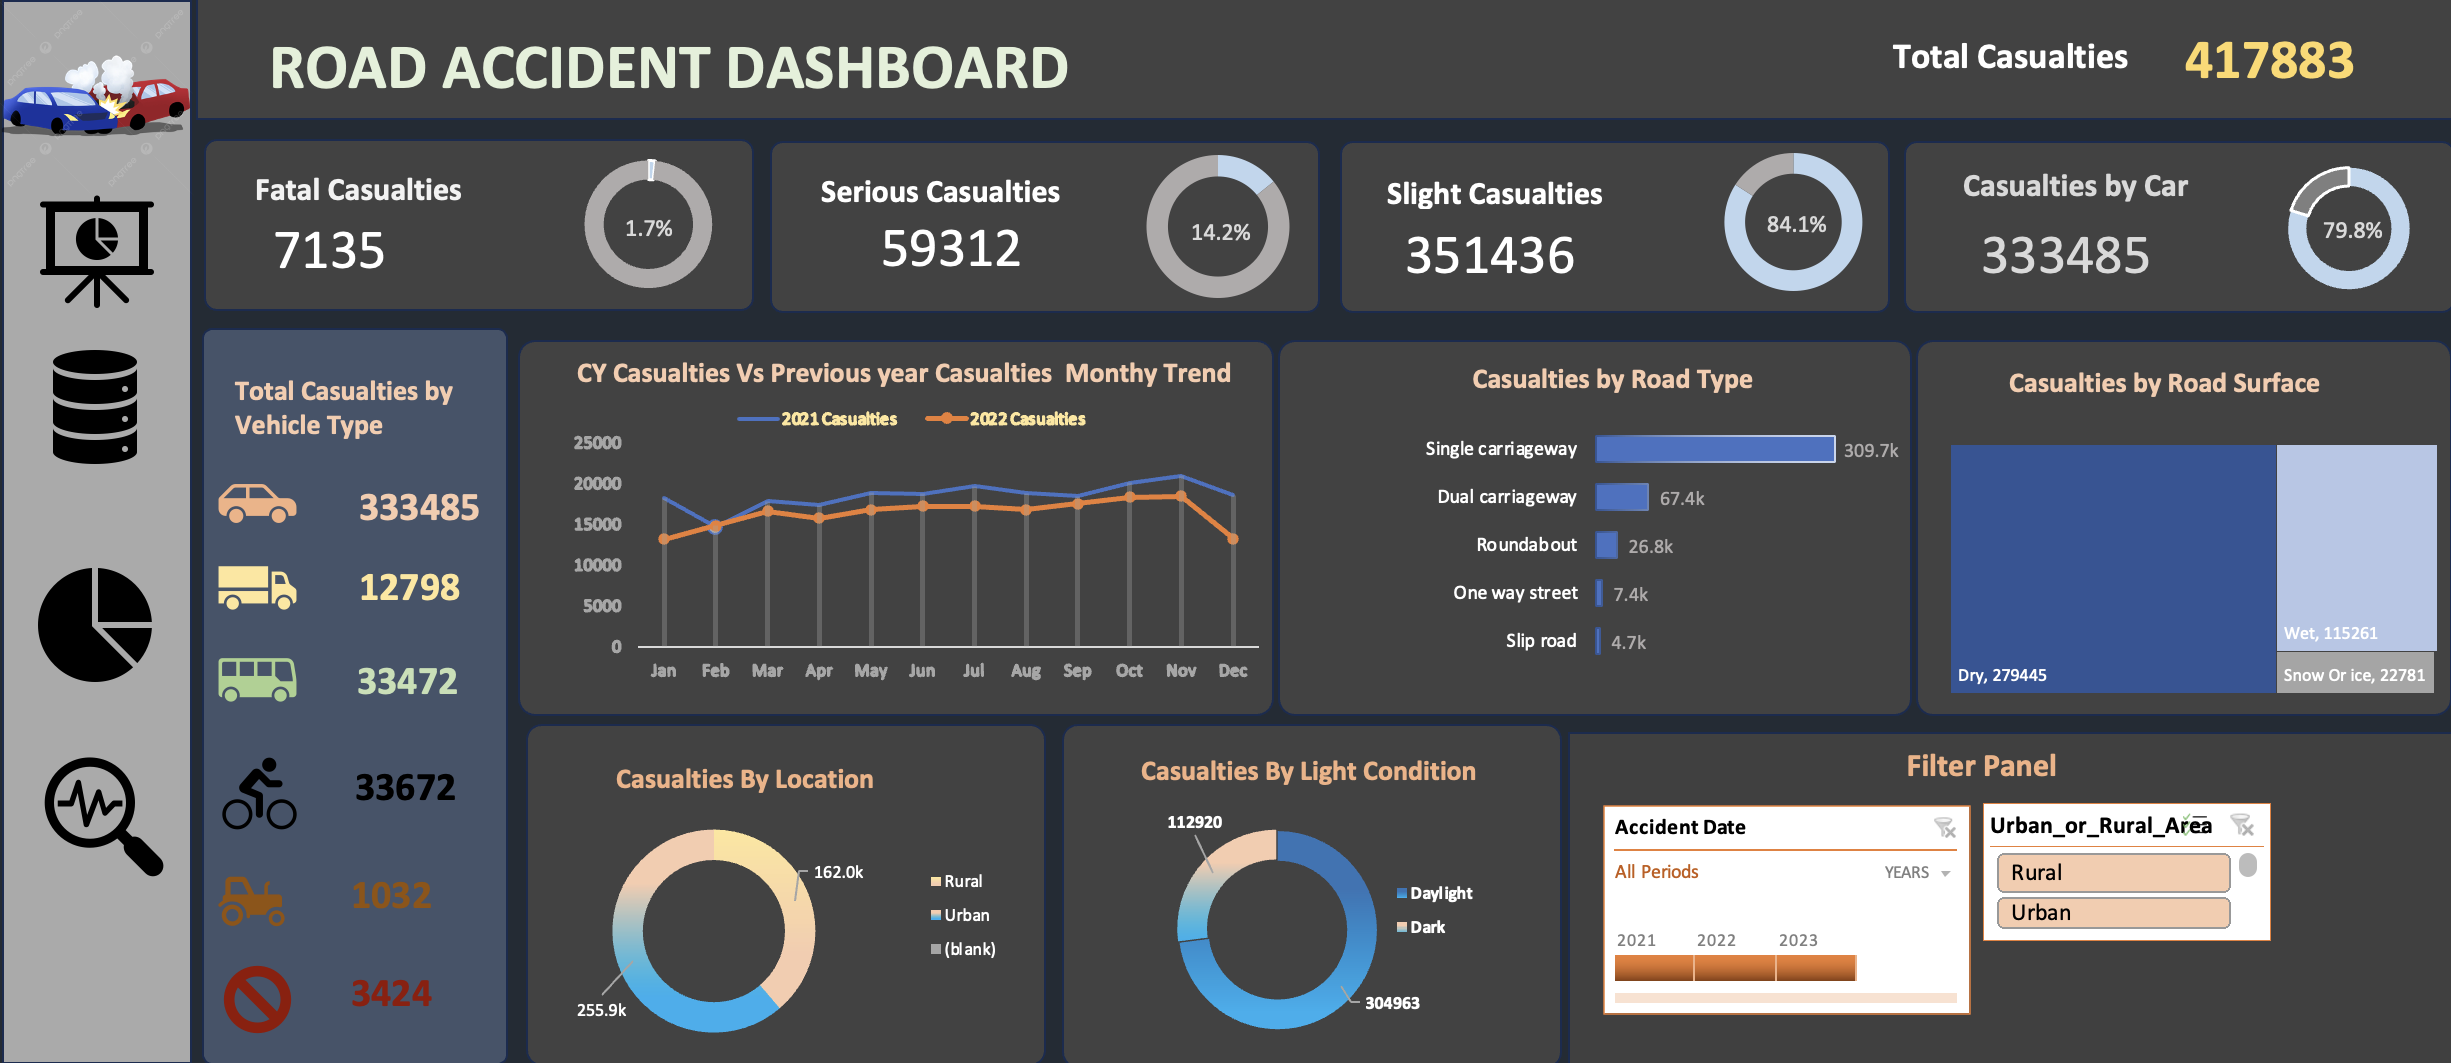 ROAD ACCIDENT DASHBOARD
Total Casualties 417883
pngtree
pngtree
pngtree
pngtree
Fatal Casualties
7135
1.7%
Serious Casualties
59312
14.2%
Slight Casualties
351436
84.1%
Casualties by Car
333485
79.8%
Total Casualties by
Vehicle Type
333485
12798
33472
33672
1032
3424
CY Casualties Vs Previous year Casualties  Monthy Trend
2021 Casualties 2022 Casualties
25000
20000
15000
10000
5000
0
Jan Feb Mar Apr May Jun Jul Aug Sep Oct Nov Dec
Casualties by Road Type
Single carriageway 309.7k
Dual carriageway 67.4k
Roundabout 26.8k
One way street 7.4k
Slip road 4.7k
Casualties by Road Surface
Wet, 115261
Dry, 279445
Snow Or ice, 22781
Casualties By Location
162.0k
255.9k
Rural
Urban
(blank)
Casualties By Light Condition
112920
304963
Daylight
Dark
Filter Panel
Accident Date
All Periods YEARS
2021 2022 2023
Urban_or_Rural_Area
Rural
Urban